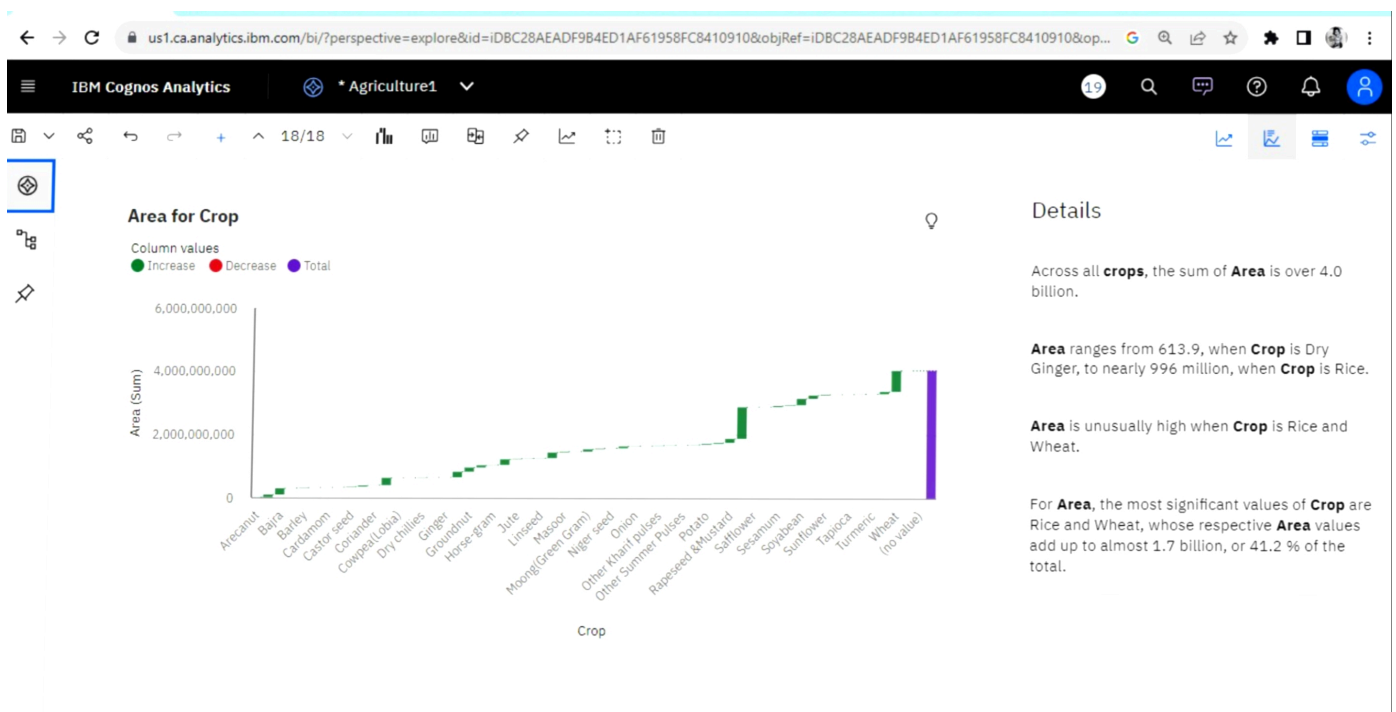 us1.ca.analytics.ibm.com/bi/?perspective=explore&id=iDBC28AEADF9B4ED1AF61958FC8410910&objRef=iDBC28AEADF9B4ED1AF61958FC8410910&op...
IBM Cognos Analytics
* Agriculture1
19
18/18
Area for Crop
Column values
Increase Decrease Total
6,000,000,000
4,000,000,000
2,000,000,000
0
Area (Sum)
Arecanut
Bajra
Barley
Cardamom
Castor seed
Coriander
Cowpea(Lobia)
Dry chillies
Ginger
Groundnut
Horse-gram
Jute
Linseed
Masoor
Moong(Green Gram)
Niger seed
Onion
Other Kharif pulses
Other Summer Pulses
Potato
Rapeseed &Mustard
Safflower
Sesamum
Soyabean
Sunflower
Tapioca
Turmeric
Wheat
(no value)
Crop
Details
Across all crops, the sum of Area is over 4.0
billion.
Area ranges from 613.9, when Crop is Dry
Ginger, to nearly 996 million, when Crop is Rice.
Area is unusually high when Crop is Rice and
Wheat.
For Area, the most significant values of Crop are
Rice and Wheat, whose respective Area values
add up to almost 1.7 billion, or 41.2 % of the
total.